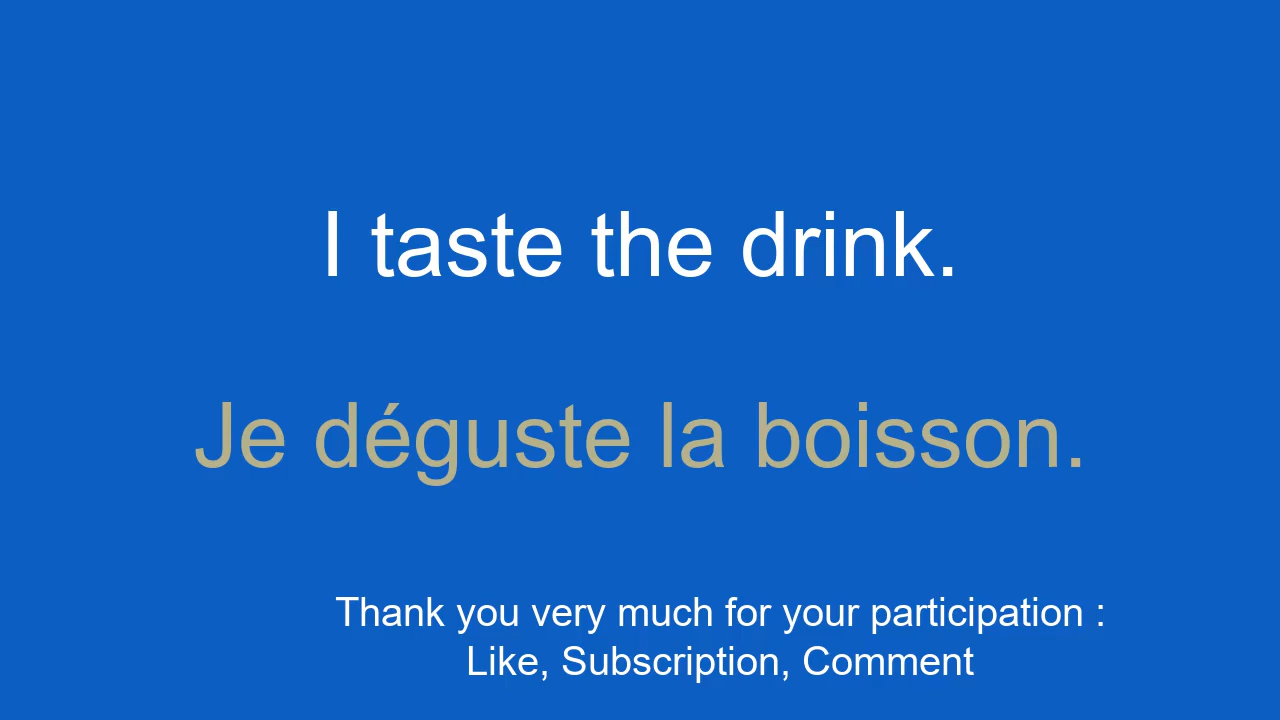 I taste the drink.
Je déguste la boisson.
Thank you very much for your participation :
Like, Subscription, Comment